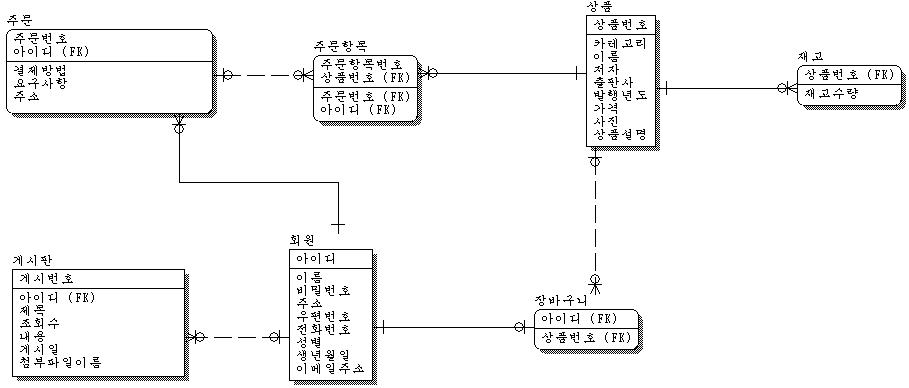 주문
주문번호
아이디 (FK)
결제방법
요구사항
주소
주문항목
주문항목번호
상품번호 (FK)
주문번호 (FK)
아이디 (FK)
상품
상품번호
카테고리
이름
저자
출판사
발행년도
가격
사진
상품설명
재고
상품번호 (FK)
재고수량
게시판
게시번호
아이디 (FK)
제목
조회수
내용
게시일
첨부파일이름
회원
아이디
이름
비밀번호
주소
우편번호
전화번호
성별
생년월일
이메일주소
장바구니
아이디 (FK)
상품번호 (FK)